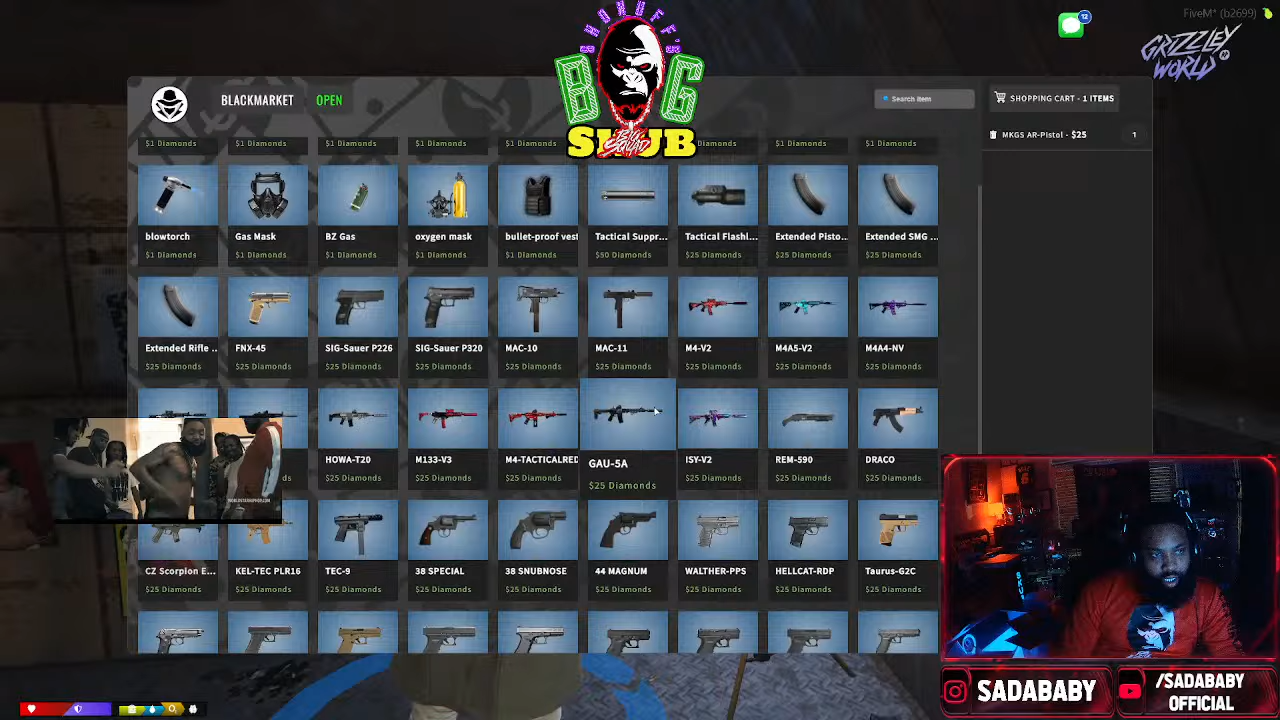 FiveM* (b2699)
12
GRIZZLEY
WORLD
BIG
SKUB
BIG
SQUAD
BLACKMARKET OPEN
Search item
SHOPPING CART - 1 ITEMS
MKGS AR-Pistol - $25 1
$1 Diamonds $1 Diamonds $1 Diamonds $1 Diamonds $1 Diamonds Diamonds $1 Diamonds $1 Diamonds
blowtorch Gas Mask BZ Gas oxygen mask bullet-proof vest Tactical Suppr... Tactical Flashl... Extended Pisto... Extended SMG ...
$1 Diamonds $1 Diamonds $1 Diamonds $1 Diamonds $1 Diamonds $50 Diamonds $25 Diamonds $25 Diamonds $25 Diamonds
Extended Rifle ... FNX-45 SIG-Sauer P226 SIG-Sauer P320 MAC-10 MAC-11 M4-V2 M4A5-V2 M4A4-NV
$25 Diamonds $25 Diamonds $25 Diamonds $25 Diamonds $25 Diamonds $25 Diamonds $25 Diamonds $25 Diamonds $25 Diamonds
HOWA-T20 M133-V3 M4-TACTICALRED GAU-5A ISY-V2 REM-590 DRACO
$25 Diamonds $25 Diamonds $25 Diamonds $25 Diamonds $25 Diamonds $25 Diamonds $25 Diamonds
CZ Scorpion E... KEL-TEC PLR16 TEC-9 38 SPECIAL 38 SNUBNOSE 44 MAGNUM WALTHER-PPS HELLCAT-RDP Taurus-G2C
$25 Diamonds $25 Diamonds $25 Diamonds $25 Diamonds $25 Diamonds $25 Diamonds $25 Diamonds $25 Diamonds $25 Diamonds
SADABABY
/SADABABY
OFFICIAL